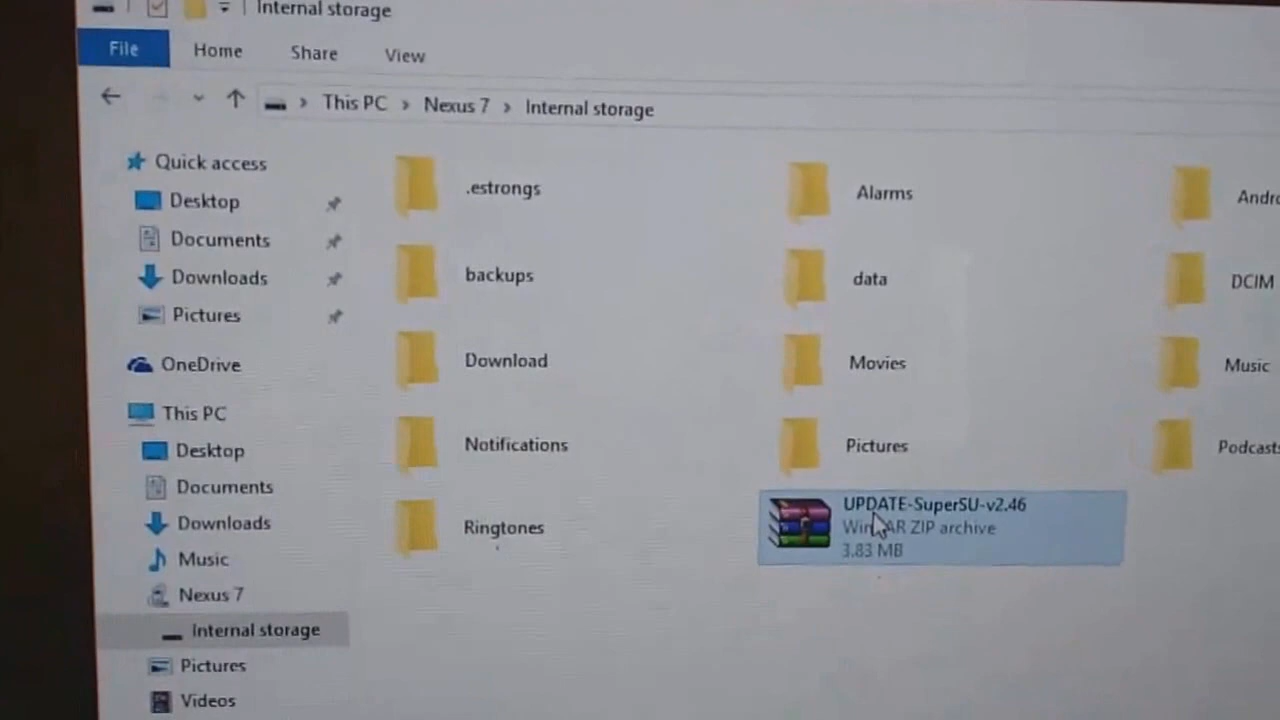 Internal storage
File Home Share View
This PC > Nexus 7 > Internal storage
Quick access
Desktop
Documents
Downloads
Pictures
OneDrive
This PC
Desktop
Documents
Downloads
Music
Nexus 7
Internal storage
Pictures
Videos
.estrongs
Alarms
backups
data
DCIM
Download
Movies
Music
Notifications
Pictures
Podcasts
Ringtones
UPDATE-SuperSU-v2.46
WinRAR ZIP archive
3.83 MB